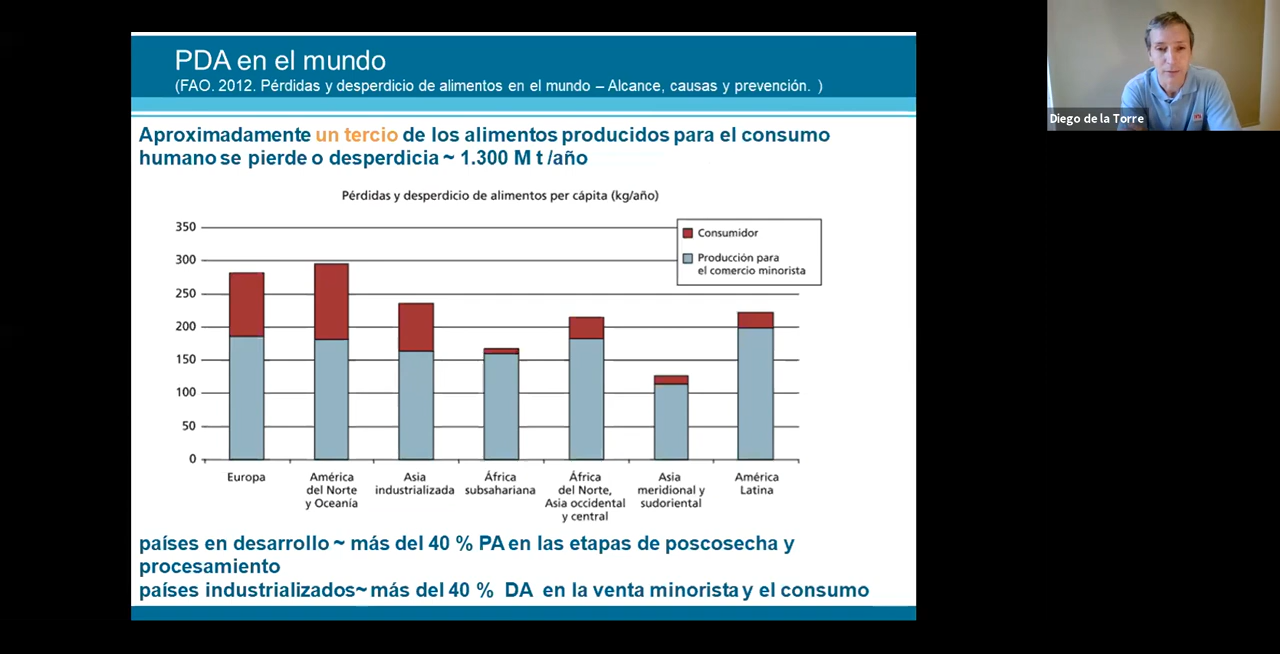 PDA en el mundo
(FAO. 2012. Pérdidas y desperdicio de alimentos en el mundo – Alcance, causas y prevención. )
Aproximadamente un tercio de los alimentos producidos para el consumo
humano se pierde o desperdicia ~ 1.300 M t /año
Pérdidas y desperdicio de alimentos per cápita (kg/año)
Consumidor
Producción para
el comercio minorista
350
300
250
200
150
100
50
0
Europa
América
del Norte
y Oceanía
Asia
industrializada
África
subsahariana
África
del Norte,
Asia occidental
y central
Asia
meridional y
sudoriental
América
Latina
países en desarrollo ~ más del 40 % PA en las etapas de poscosecha y
procesamiento
países industrializados~ más del 40 % DA en la venta minorista y el consumo
Diego de la Torre